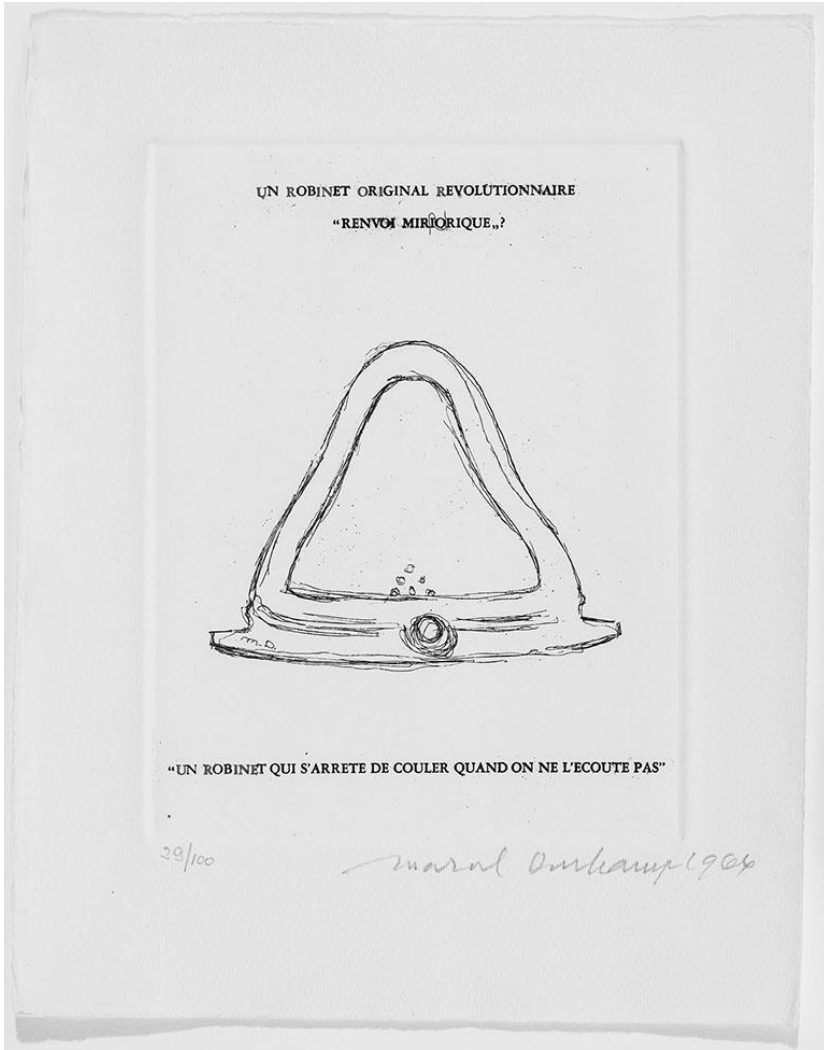 UN ROBINET ORIGINAL REVOLUTIONNAIRE
“RENVOI MIRIORIQUE„?
M.D.
“UN ROBINET QUI S'ARRETE DE COULER QUAND ON NE L'ECOUTE PAS”
29/100 Marcel Duchamp 1964